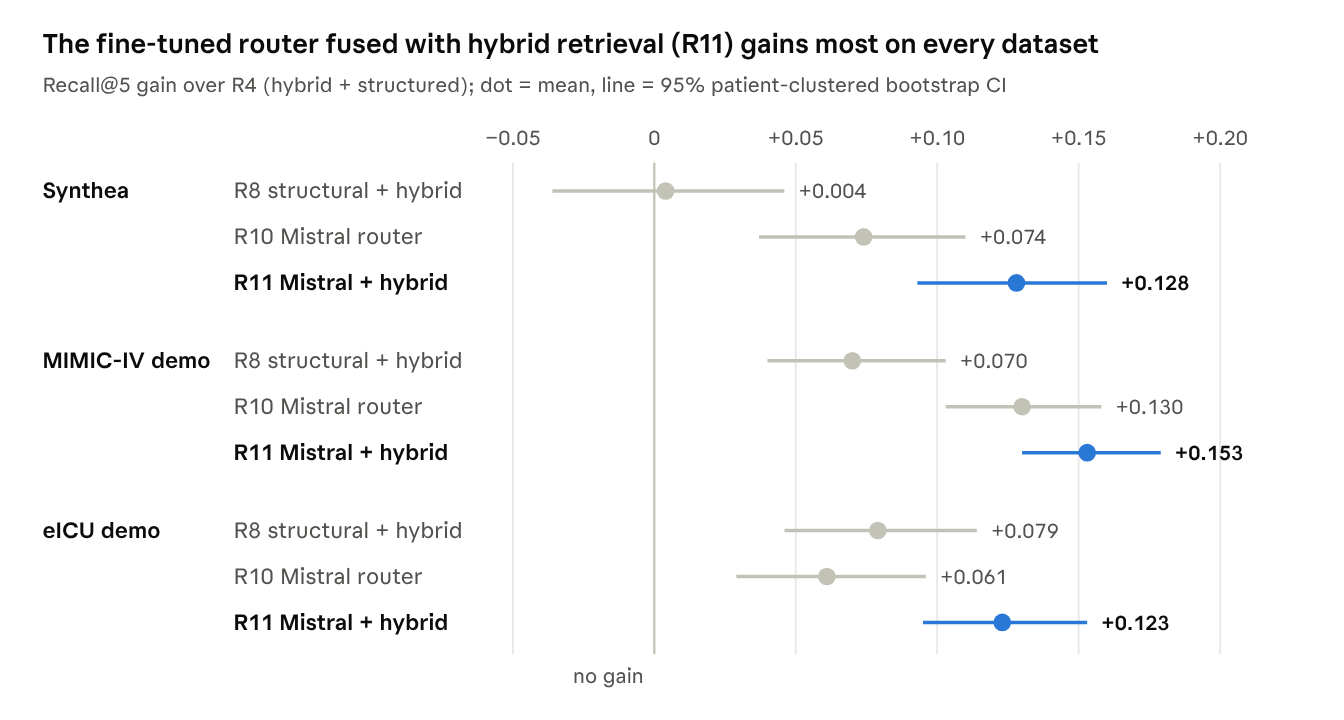 The fine-tuned router fused with hybrid retrieval (R11) gains most on every dataset
Recall@5 gain over R4 (hybrid + structured); dot = mean, line = 95% patient-clustered bootstrap CI
−0.05 0 +0.05 +0.10 +0.15 +0.20
Synthea R8 structural + hybrid +0.004
R10 Mistral router +0.074
R11 Mistral + hybrid +0.128
MIMIC-IV demo R8 structural + hybrid +0.070
R10 Mistral router +0.130
R11 Mistral + hybrid +0.153
eICU demo R8 structural + hybrid +0.079
R10 Mistral router +0.061
R11 Mistral + hybrid +0.123
no gain